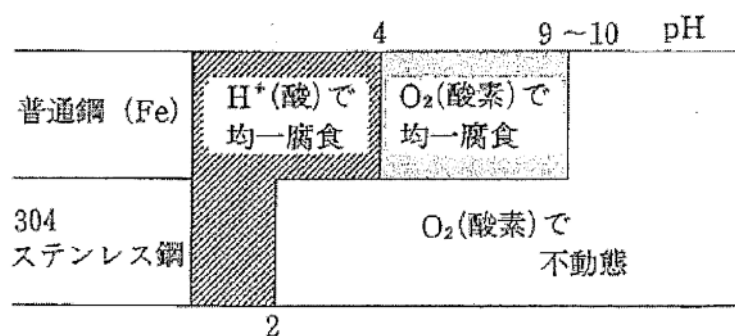 4 9～10 pH
普通鋼 (Fe)
H⁺(酸)で
均一腐食
O₂(酸素)で
均一腐食
304
ステンレス鋼
O₂(酸素)で
不動態
2